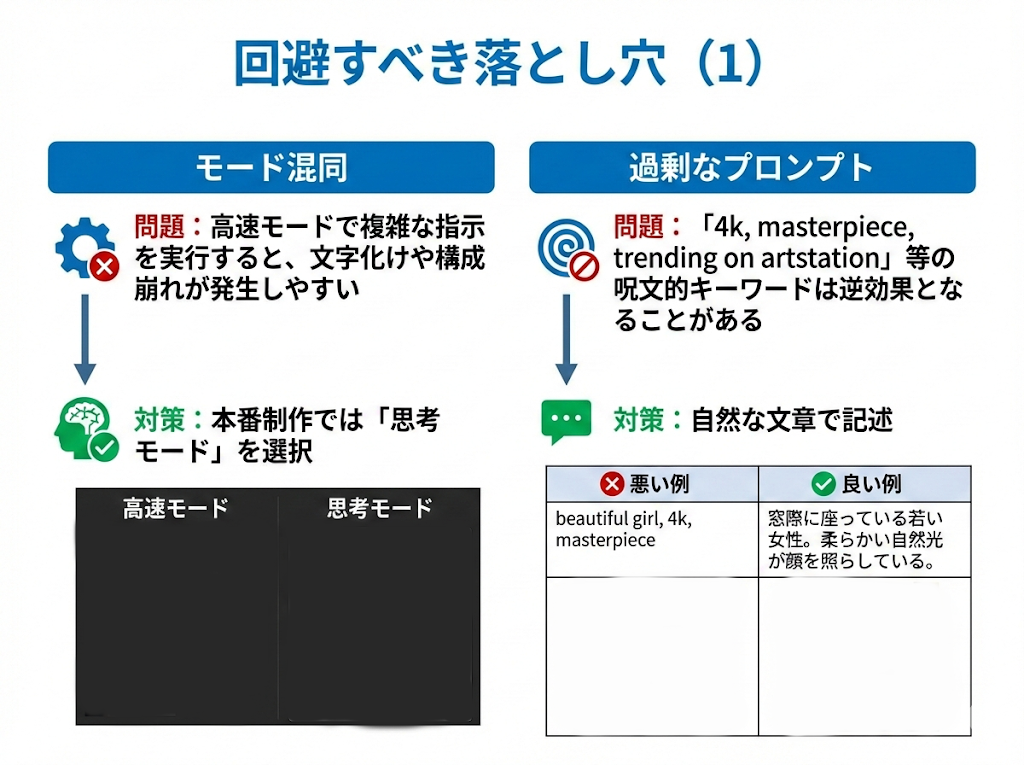 回避すべき落とし穴（1）
モード混同
問題：高速モードで複雑な指示
を実行すると、文字化けや構成
崩れが発生しやすい
対策：本番制作では「思考
モード」を選択
高速モード
思考モード
過剰なプロンプト
問題：「4k, masterpiece,
trending on artstation」等の
呪文的キーワードは逆効果とな
ることがある
対策：自然な文章で記述
悪い例
良い例
beautiful girl, 4k,
masterpiece
窓際に座っている若い
女性。柔らかい自然光
が顔を照らしている。